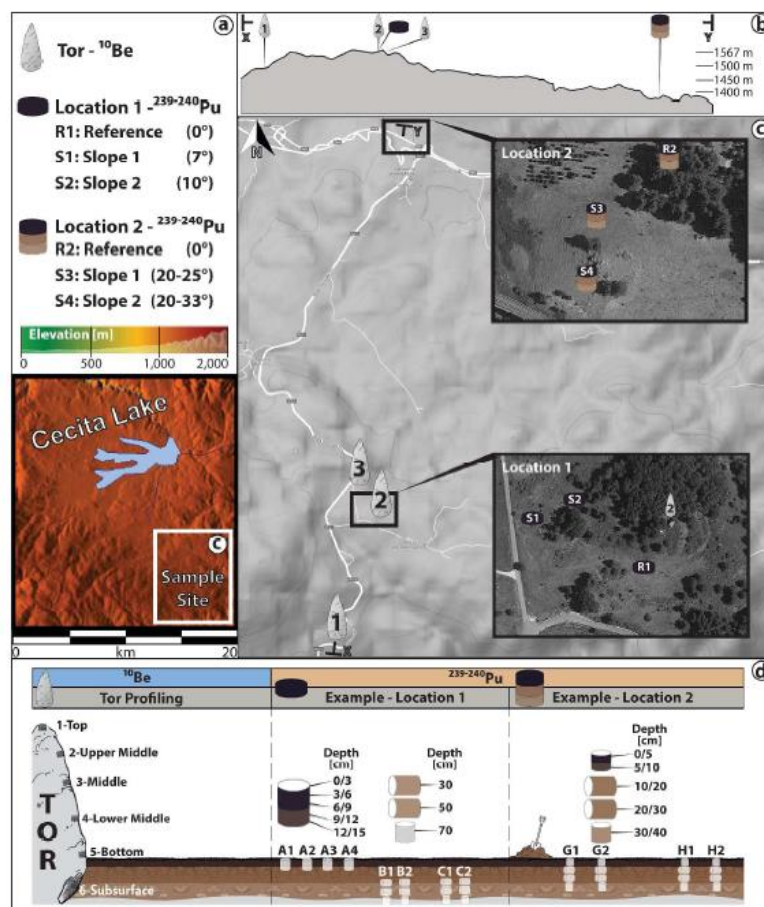 a
Tor - ¹⁰Be
Location 1 - ²³⁹⁻²⁴⁰Pu
R1: Reference (0°)
S1: Slope 1 (7°)
S2: Slope 2 (10°)
Location 2 - ²³⁹⁻²⁴⁰Pu
R2: Reference (0°)
S3: Slope 1 (20-25°)
S4: Slope 2 (20-33°)
Elevation [m]
0 500 1,000 2,000
Cecita Lake
c
Sample
Site
0 km 20
b
X 1 2 3 Y
1567 m
1500 m
1450 m
1400 m
c
N
Y
Location 2
R2
S3
S4
3
2
1
X
Location 1
S1 S2 2
R1
d
¹⁰Be ²³⁹⁻²⁴⁰Pu
Tor Profiling Example - Location 1 Example - Location 2
TOR
1-Top
2-Upper Middle
3-Middle
4-Lower Middle
5-Bottom
6-Subsurface
Depth
[cm]
0/3
3/6
6/9
9/12
12/15
Depth
[cm]
30
50
70
Depth
[cm]
0/5
5/10
10/20
20/30
30/40
A1 A2 A3 A4
B1 B2 C1 C2
G1 G2 H1 H2